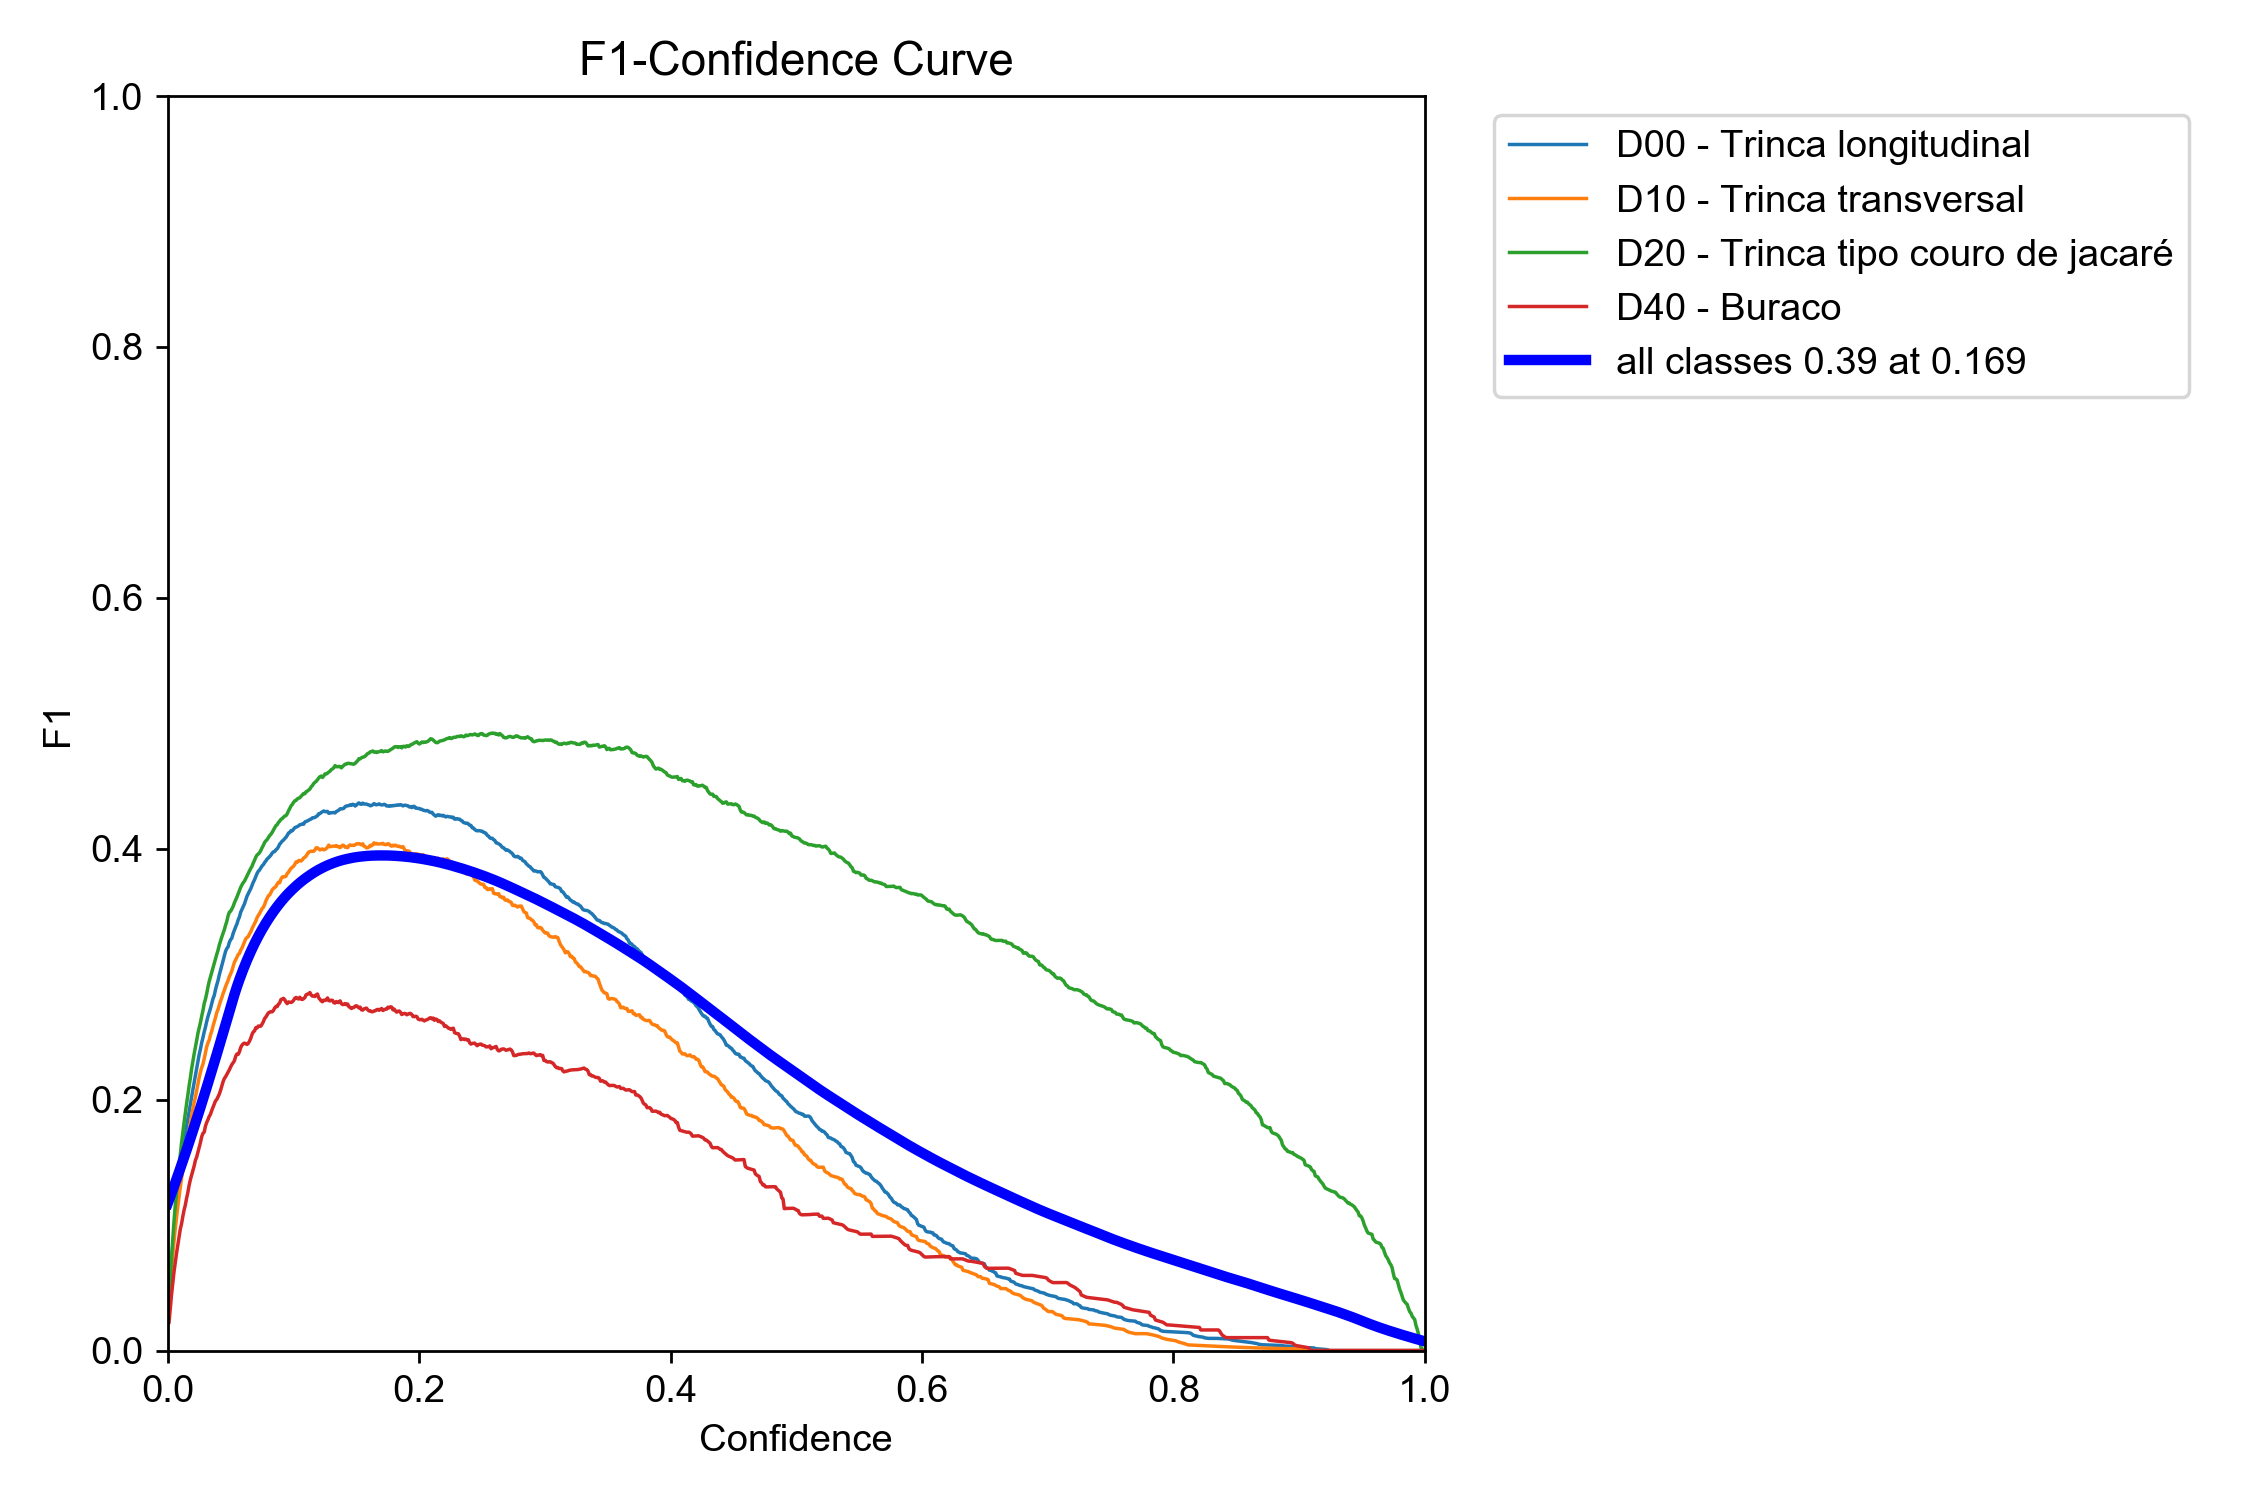 F1-Confidence Curve
1.0
0.8
0.6
0.4
0.2
0.0
F1
0.0 0.2 0.4 0.6 0.8 1.0
Confidence
D00 - Trinca longitudinal
D10 - Trinca transversal
D20 - Trinca tipo couro de jacaré
D40 - Buraco
all classes 0.39 at 0.169